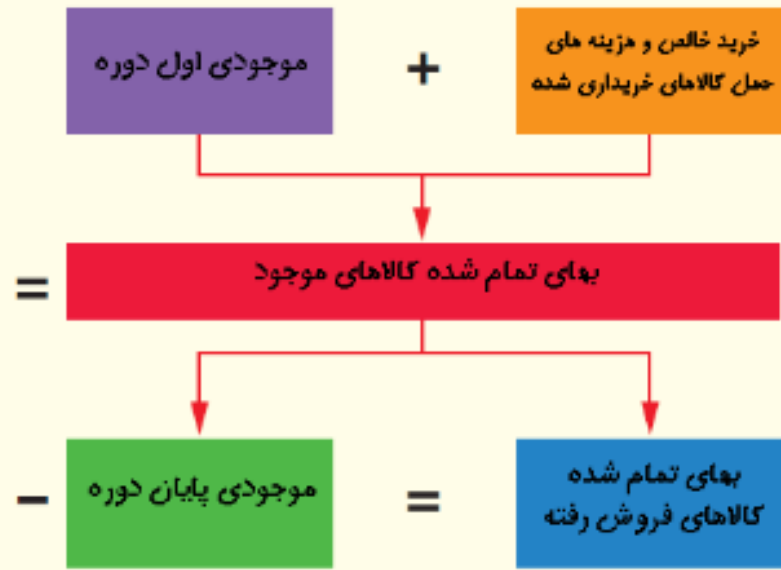 موجودی اول دوره
+
خرید خالص و هزینه های
حمل کالاهای خریداری شده
=
بهای تمام شده کالاهای موجود
–
موجودی پایان دوره
=
بهای تمام شده
کالاهای فروش رفته